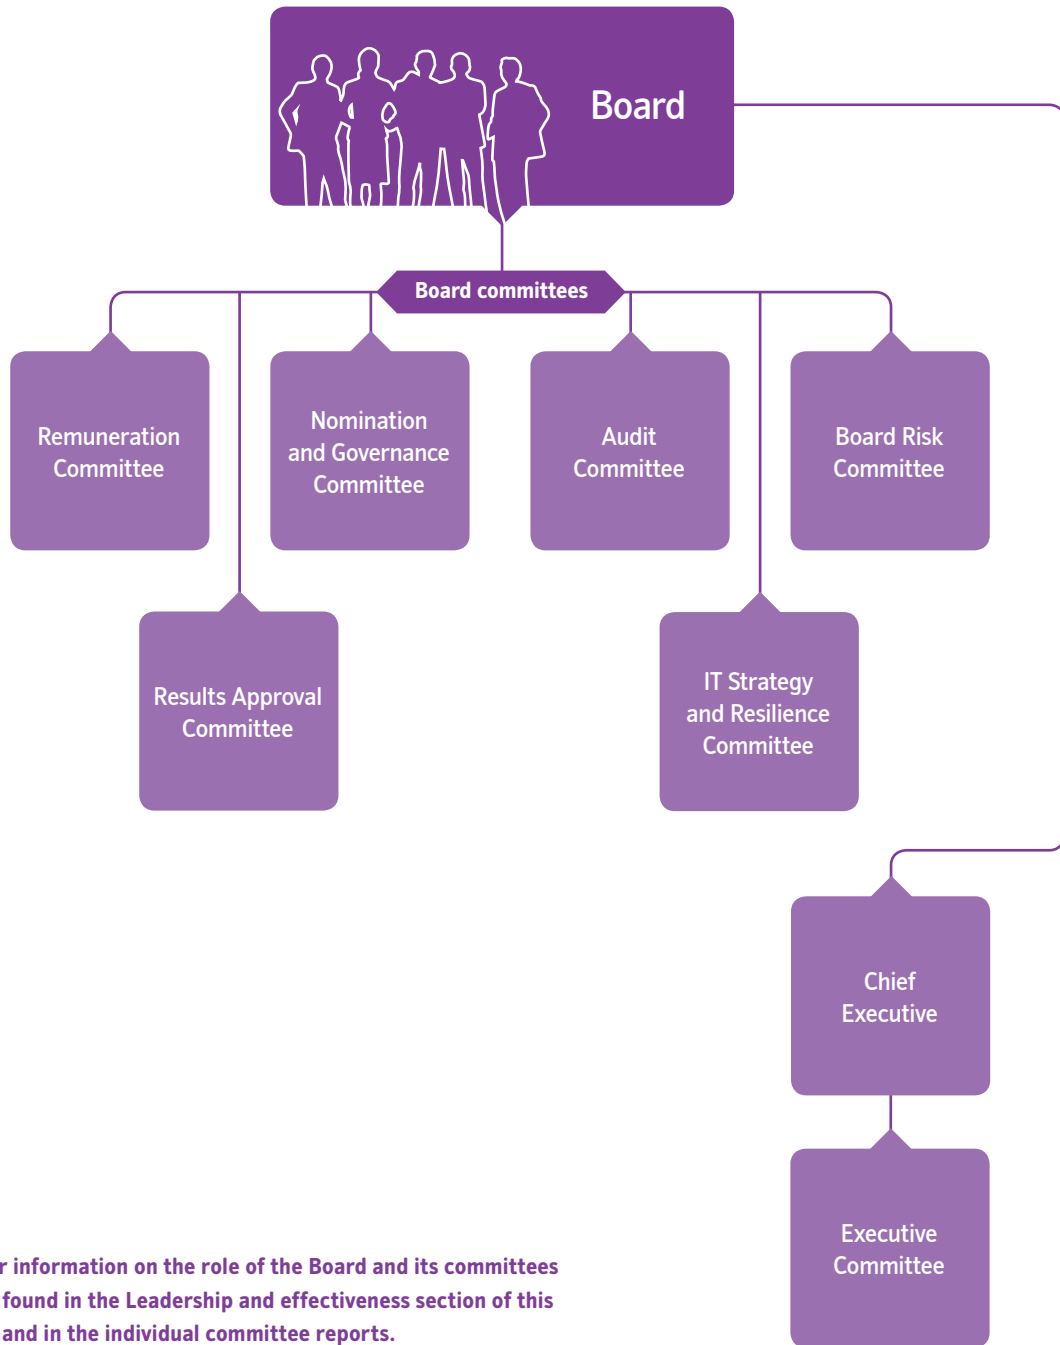 Board
Board committees
Remuneration
Committee
Nomination
and Governance
Committee
Audit
Committee
Board Risk
Committee
Results Approval
Committee
IT Strategy
and Resilience
Committee
Chief
Executive
Executive
Committee
r information on the role of the Board and its committees
found in the Leadership and effectiveness section of this
and in the individual committee reports.